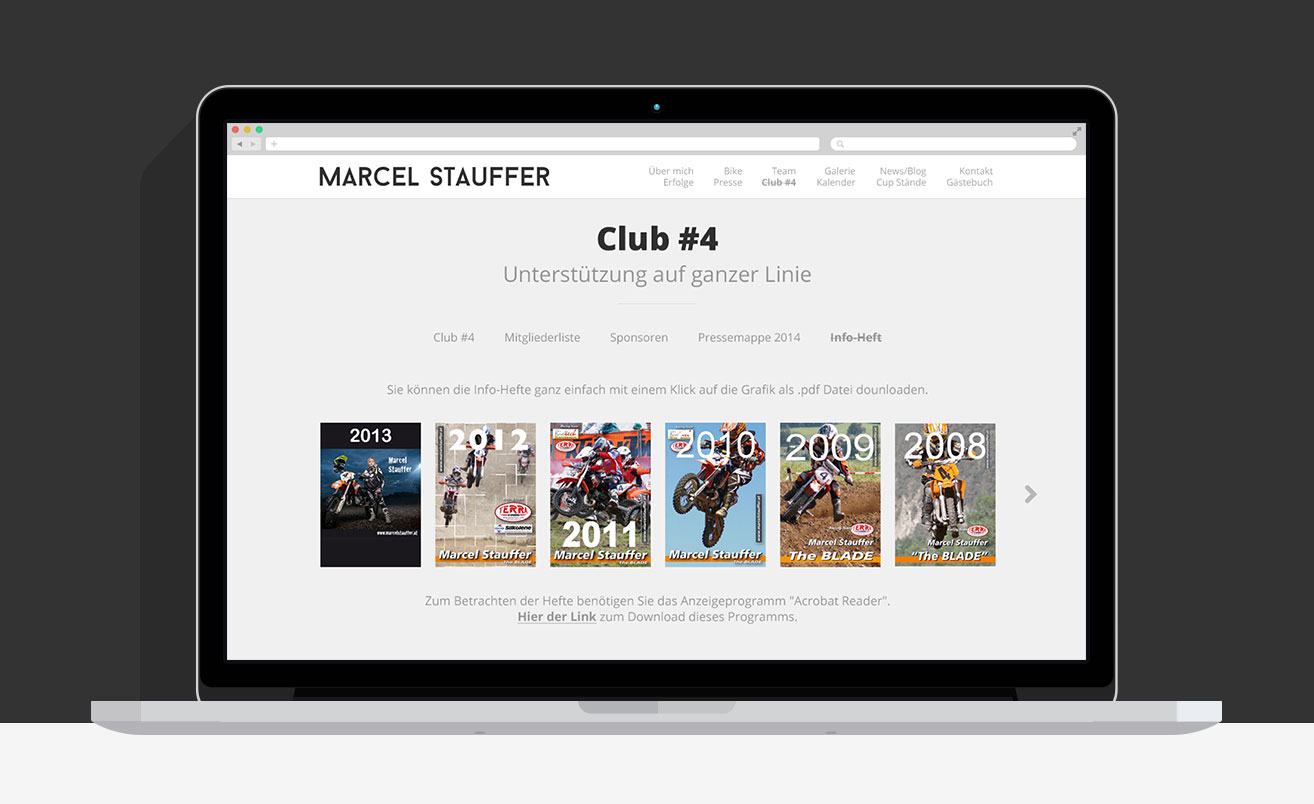 MARCEL STAUFFER
Über mich Bike Team Galerie News/Blog Kontakt
Erfolge Presse Club #4 Kalender Cup Stände Gästebuch
Club #4
Unterstützung auf ganzer Linie
Club #4 Mitgliederliste Sponsoren Pressemappe 2014 Info-Heft
Sie können die Info-Hefte ganz einfach mit einem Klick auf die Grafik als .pdf Datei dounloaden.
2013
Marcel
Stauffer
www.marcelstauffer.at
2012
TERRA
Silkolene
Marcel Stauffer
The BLADE
2011
Marcel Stauffer
The BLADE
2010
Marcel Stauffer
The BLADE
2009
4
Marcel Stauffer
The BLADE
2008
4
Marcel Stauffer
"The BLADE"
Zum Betrachten der Hefte benötigen Sie das Anzeigeprogramm "Acrobat Reader".
Hier der Link zum Download dieses Programms.